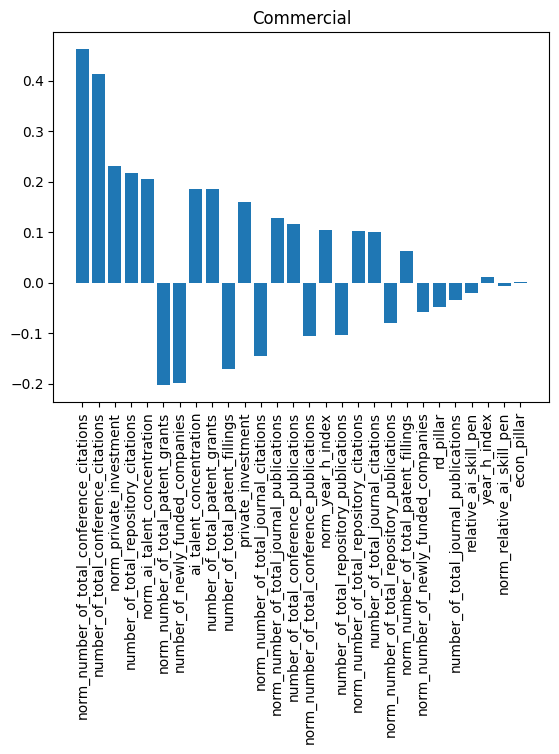 Commercial
0.4
0.3
0.2
0.1
0.0
−0.1
−0.2
norm_number_of_total_conference_citations
number_of_total_conference_citations
norm_private_investment
number_of_total_repository_citations
norm_ai_talent_concentration
norm_number_of_total_patent_grants
number_of_newly_funded_companies
ai_talent_concentration
number_of_total_patent_grants
number_of_total_patent_fillings
private_investment
norm_number_of_total_journal_citations
norm_number_of_total_journal_publications
number_of_total_conference_publications
norm_number_of_total_conference_publications
norm_year_h_index
number_of_total_repository_publications
norm_number_of_total_repository_citations
number_of_total_journal_citations
norm_number_of_total_repository_publications
norm_number_of_total_patent_fillings
norm_number_of_newly_funded_companies
rd_pillar
number_of_total_journal_publications
relative_ai_skill_pen
year_h_index
norm_relative_ai_skill_pen
econ_pillar